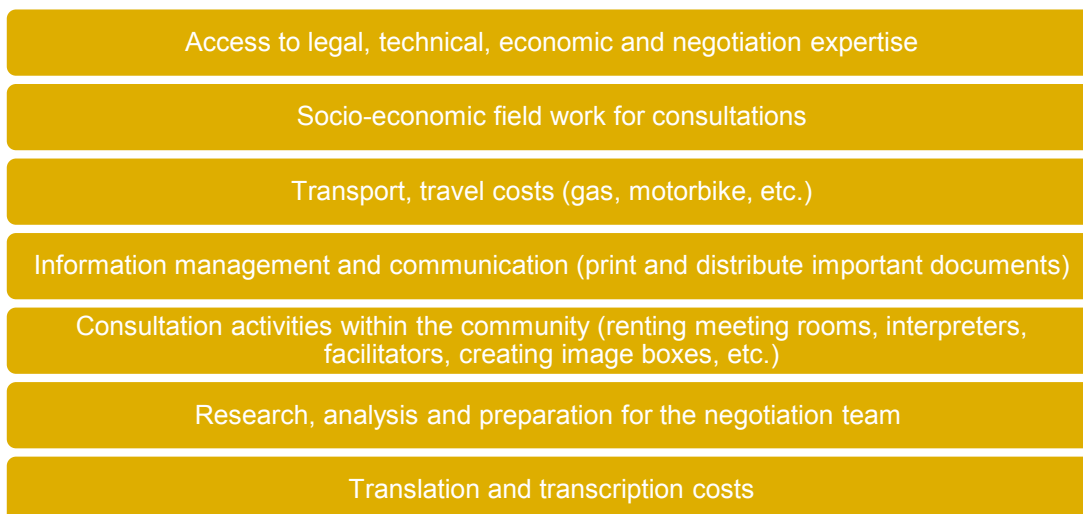 Access to legal, technical, economic and negotiation expertise
Socio-economic field work for consultations
Transport, travel costs (gas, motorbike, etc.)
Information management and communication (print and distribute important documents)
Consultation activities within the community (renting meeting rooms, interpreters,
facilitators, creating image boxes, etc.)
Research, analysis and preparation for the negotiation team
Translation and transcription costs